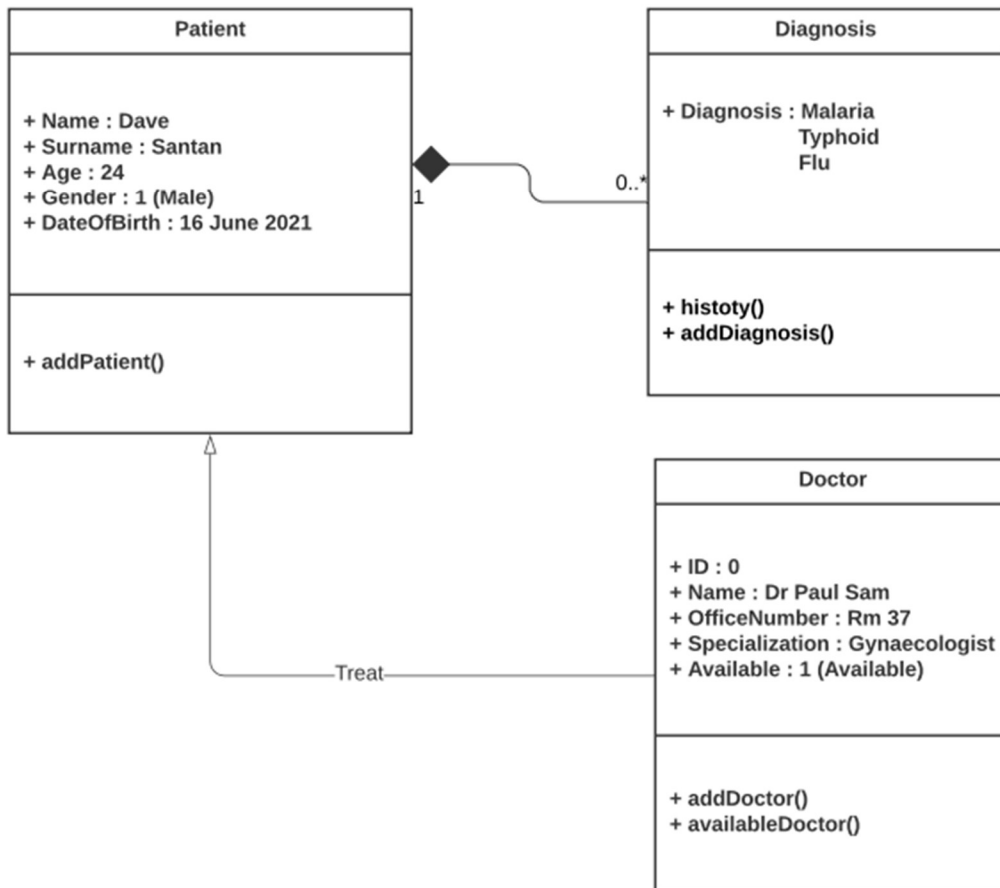 Patient
+ Name : Dave
+ Surname : Santan
+ Age : 24
+ Gender : 1 (Male)
+ DateOfBirth : 16 June 2021
+ addPatient()
1
0..*
Diagnosis
+ Diagnosis : Malaria
Typhoid
Flu
+ histoty()
+ addDiagnosis()
Treat
Doctor
+ ID : 0
+ Name : Dr Paul Sam
+ OfficeNumber : Rm 37
+ Specialization : Gynaecologist
+ Available : 1 (Available)
+ addDoctor()
+ availableDoctor()